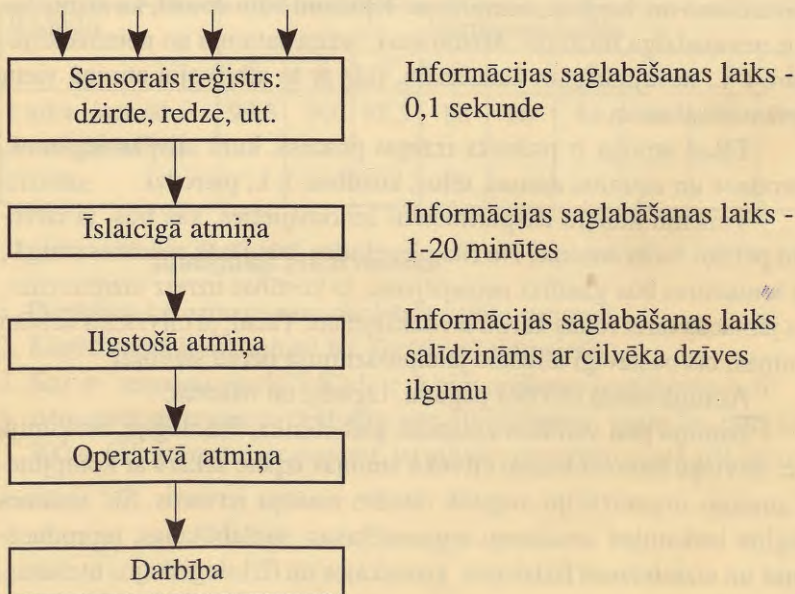 Sensorais reģistrs:
dzirde, redze, utt.
Informācijas saglabāšanas laiks -
0,1 sekunde
Islaicīgā atmiņa
Informācijas saglabāšanas laiks -
1-20 minūtes
Ilgstošā atmiņa
Informācijas saglabāšanas laiks
salīdzināms ar cilvēka dzīves
ilgumu
Operatīvā atmiņa
Darbība